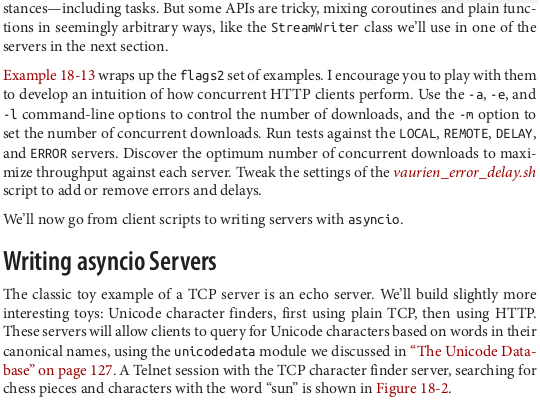 stances—including tasks. But some APIs are tricky, mixing coroutines and plain func-
tions in seemingly arbitrary ways, like the StreamWriter class we’ll use in one of the
servers in the next section.
Example 18-13 wraps up the flags2 set of examples. I encourage you to play with them
to develop an intuition of how concurrent HTTP clients perform. Use the -a, -e, and
-l command-line options to control the number of downloads, and the -m option to
set the number of concurrent downloads. Run tests against the LOCAL, REMOTE, DELAY,
and ERROR servers. Discover the optimum number of concurrent downloads to maxi-
mize throughput against each server. Tweak the settings of the vaurien_error_delay.sh
script to add or remove errors and delays.
We’ll now go from client scripts to writing servers with asyncio.
Writing asyncio Servers
The classic toy example of a TCP server is an echo server. We’ll build slightly more
interesting toys: Unicode character finders, first using plain TCP, then using HTTP.
These servers will allow clients to query for Unicode characters based on words in their
canonical names, using the unicodedata module we discussed in “The Unicode Data-
base” on page 127. A Telnet session with the TCP character finder server, searching for
chess pieces and characters with the word “sun” is shown in Figure 18-2.